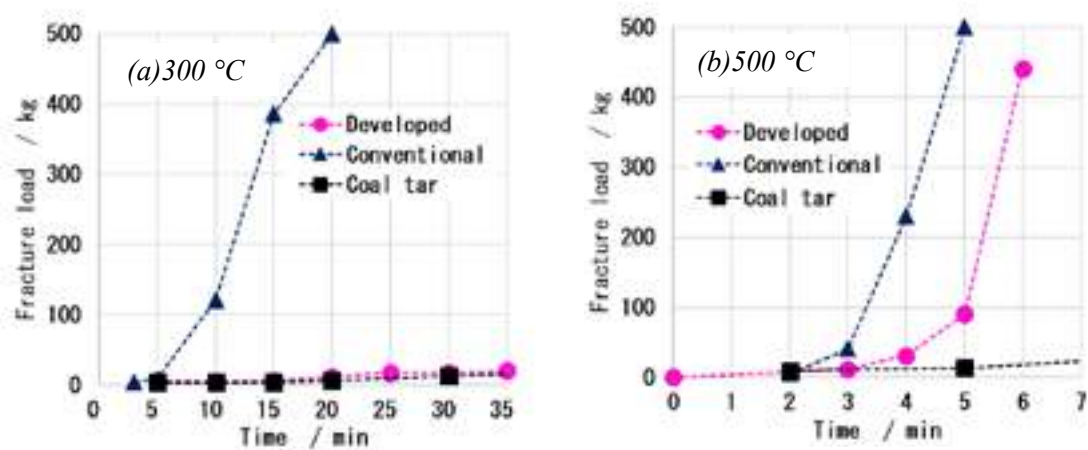 (a)300 °C
500
400
300
200
100
0
Fracture load / kg
Developed
Conventional
Coal tar
0 5 10 15 20 25 30 35
Time / min
(b)500 °C
500
400
300
200
100
0
Fracture load / kg
Developed
Conventional
Coal tar
0 1 2 3 4 5 6 7
Time / min